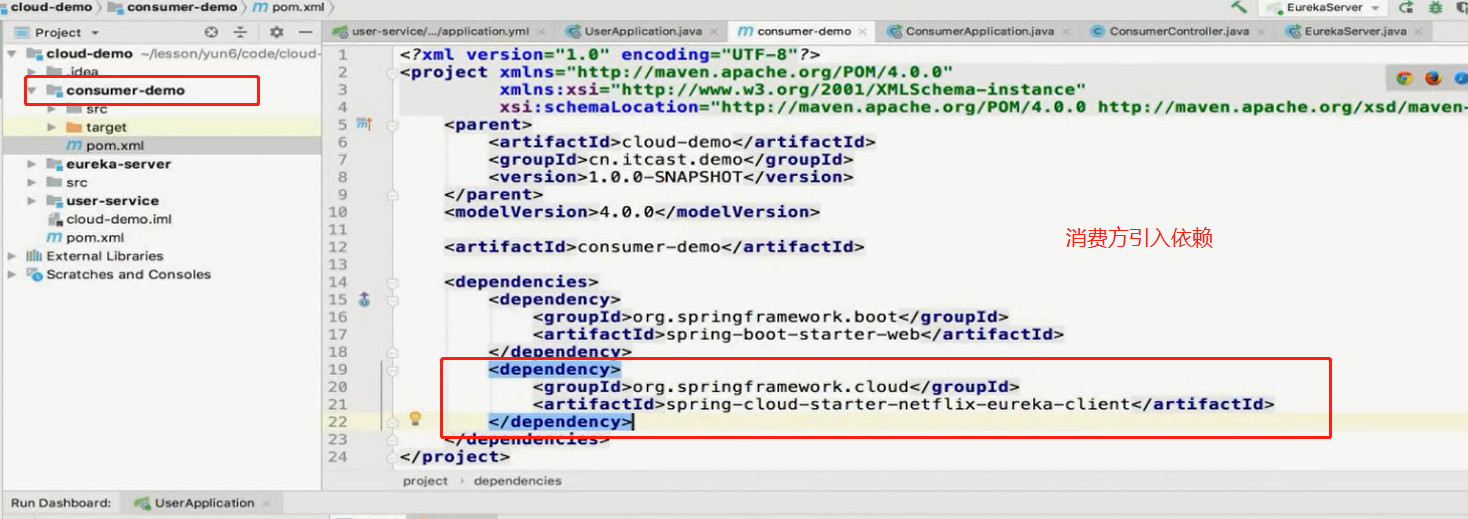 cloud-demo consumer-demo pom.xml EurekaServer
Project user-service/.../application.yml UserApplication.java consumer-demo ConsumerApplication.java ConsumerController.java EurekaServer.java
cloud-demo ~/lesson/yun6/code/cloud-
.idea
consumer-demo
src
target
pom.xml
eureka-server
src
user-service
cloud-demo.iml
pom.xml
External Libraries
Scratches and Consoles
1 <?xml version="1.0" encoding="UTF-8"?>
2 <project xmlns="http://maven.apache.org/POM/4.0.0"
3 xmlns:xsi="http://www.w3.org/2001/XMLSchema-instance"
4 xsi:schemaLocation="http://maven.apache.org/POM/4.0.0 http://maven.apache.org/xsd/maven-
5 <parent>
6 <artifactId>cloud-demo</artifactId>
7 <groupId>cn.itcast.demo</groupId>
8 <version>1.0.0-SNAPSHOT</version>
9 </parent>
10 <modelVersion>4.0.0</modelVersion>
11
12 <artifactId>consumer-demo</artifactId>
消费方引入依赖
13
14 <dependencies>
15 <dependency>
16 <groupId>org.springframework.boot</groupId>
17 <artifactId>spring-boot-starter-web</artifactId>
18 </dependency>
19 <dependency>
20 <groupId>org.springframework.cloud</groupId>
21 <artifactId>spring-cloud-starter-netflix-eureka-client</artifactId>
22 </dependency>
23 </dependencies>
24 </project>
project dependencies
Run Dashboard: UserApplication